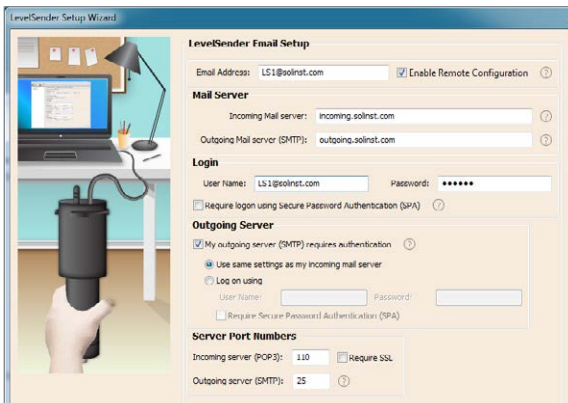 LevelSender Setup Wizard
LevelSender Email Setup
Email Address: LS1@solinst.com Enable Remote Configuration ?
Mail Server
Incoming Mail server: incoming.solinst.com ?
Outgoing Mail server (SMTP): outgoing.solinst.com ?
Login
User Name: LS1@solinst.com Password: ••••••
Require logon using Secure Password Authentication (SPA) ?
Outgoing Server
My outgoing server (SMTP) requires authentication ?
Use same settings as my incoming mail server
Log on using
User Name: Password:
Require Secure Password Authentication (SPA)
Server Port Numbers
Incoming server (POP3): 110 Require SSL
Outgoing server (SMTP): 25 ?